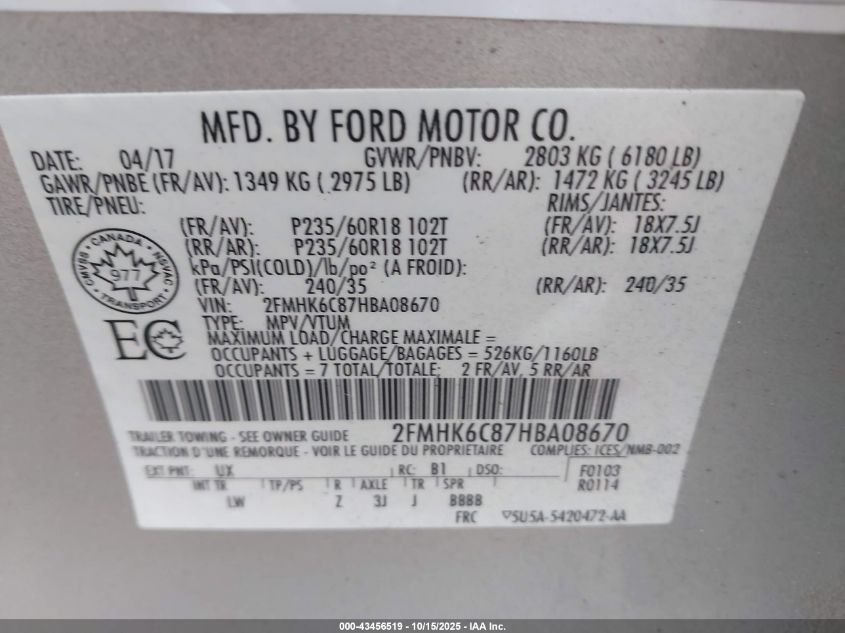 MFD. BY FORD MOTOR CO.
DATE: 04/17 GVWR/PNBV: 2803 KG ( 6180 LB)
GAWR/PNBE (FR/AV): 1349 KG ( 2975 LB) (RR/AR): 1472 KG ( 3245 LB)
TIRE/PNEU: RIMS/JANTES:
(FR/AV): P235/60R18 102T (FR/AV): 18X7.5J
(RR/AR): P235/60R18 102T (RR/AR): 18X7.5J
kPa/PSI(COLD)/lb/po² (A FROID):
(FR/AV): 240/35 (RR/AR): 240/35
CANADA
977
TRANSPORT
CMVSS
NSVAC
VIN: 2FMHK6C87HBA08670
TYPE: MPV/VTUM
EC
MAXIMUM LOAD/CHARGE MAXIMALE =
OCCUPANTS + LUGGAGE/BAGAGES = 526KG/1160LB
OCCUPANTS = 7 TOTAL/TOTALE: 2 FR/AV, 5 RR/AR
2FMHK6C87HBA08670
TRAILER TOWING - SEE OWNER GUIDE
TRACTION D'UNE REMORQUE - VOIR LE GUIDE DU PROPRIETAIRE COMPLIES: ICES/NMB-002
EXT PNT: UX RC: B1 DSO: F0103
INT TR TP/PS R AXLE TR SPR R0114
LW Z 3J J BBBB
FRC 5U5A-5420472-AA
000-43456519 - 10/15/2025 - IAA Inc.